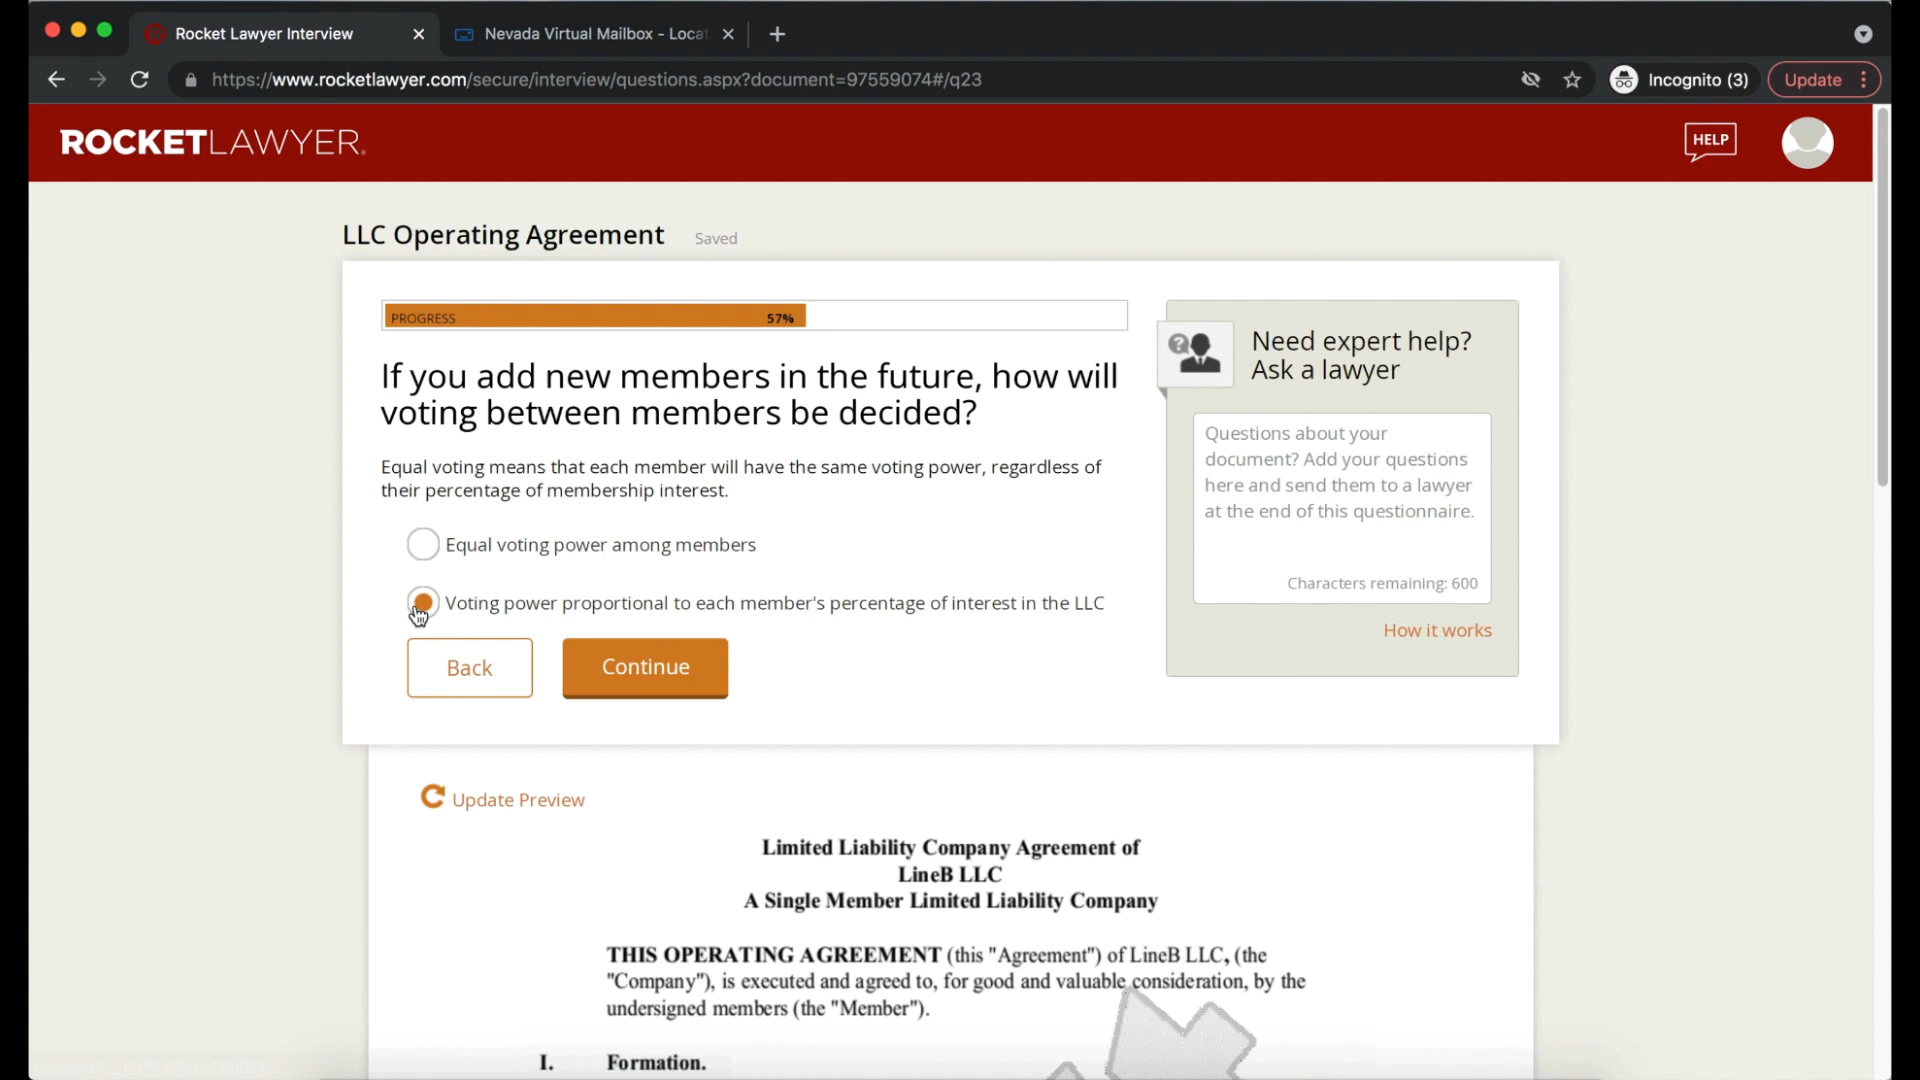 Rocket Lawyer Interview
Nevada Virtual Mailbox - Locat
https://www.rocketlawyer.com/secure/interview/questions.aspx?document=97559074#/q23
Incognito (3)
Update
ROCKETLAWYER.
HELP
LLC Operating Agreement
Saved
PROGRESS 57%
If you add new members in the future, how will
voting between members be decided?
Equal voting means that each member will have the same voting power, regardless of
their percentage of membership interest.
Equal voting power among members
Voting power proportional to each member's percentage of interest in the LLC
Back
Continue
Need expert help?
Ask a lawyer
Questions about your
document? Add your questions
here and send them to a lawyer
at the end of this questionnaire.
Characters remaining: 600
How it works
Update Preview
Limited Liability Company Agreement of
LineB LLC
A Single Member Limited Liability Company
THIS OPERATING AGREEMENT (this "Agreement") of LineB LLC, (the
"Company"), is executed and agreed to, for good and valuable consideration, by the
undersigned members (the "Member").
I. Formation.